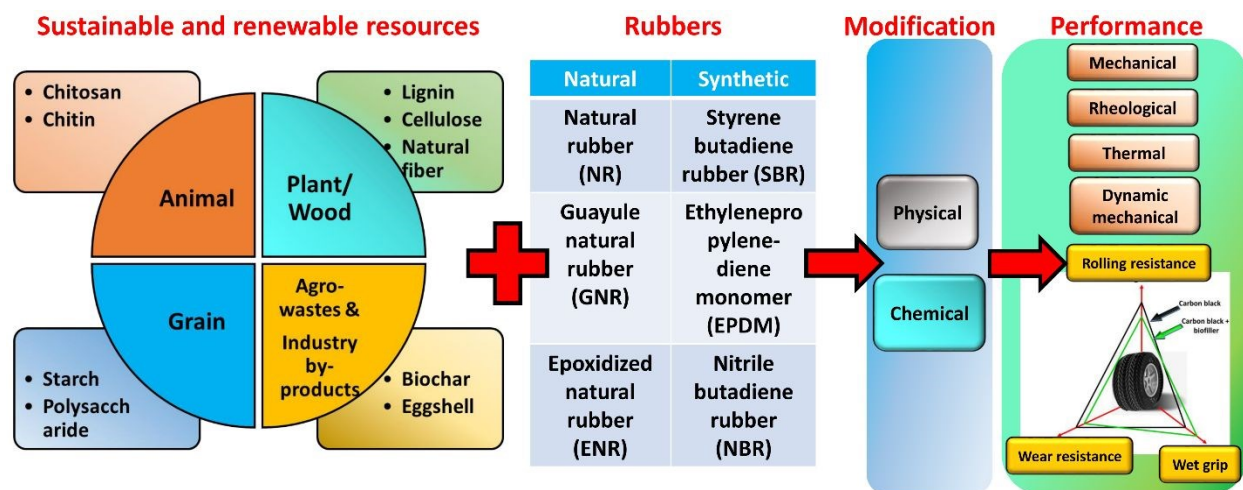 Sustainable and renewable resources
• Chitosan
• Chitin
• Lignin
• Cellulose
• Natural
fiber
Animal
Plant/
Wood
Grain
Agro-
wastes &
Industry
by-
products
• Starch
• Polysacch
aride
• Biochar
• Eggshell
Rubbers
Natural
Synthetic
Natural
rubber
(NR)
Styrene
butadiene
rubber (SBR)
Guayule
natural
rubber
(GNR)
Ethylenepro
pylene-
diene
monomer
(EPDM)
Epoxidized
natural
rubber
(ENR)
Nitrile
butadiene
rubber
(NBR)
Modification
Physical
Chemical
Performance
Mechanical
Rheological
Thermal
Dynamic
mechanical
Rolling resistance
Carbon black
Carbon black +
biofiller
Wear resistance
Wet grip